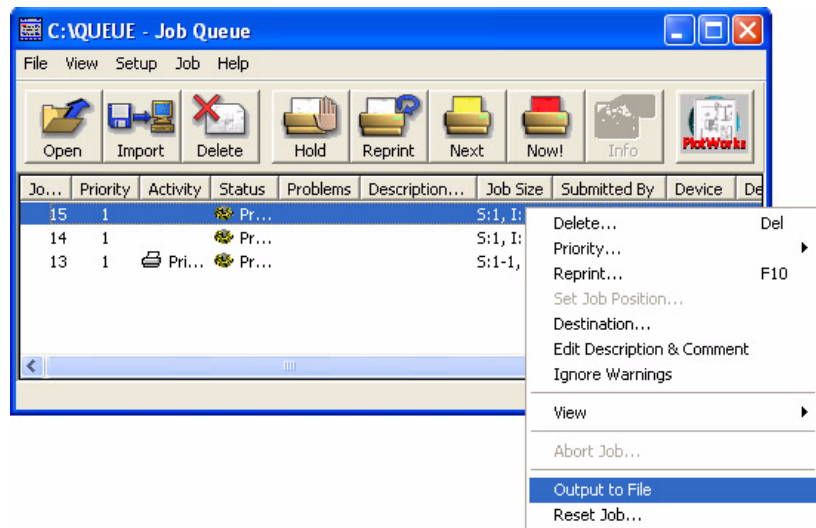 C:\QUEUE - Job Queue
File View Setup Job Help
Open Import Delete Hold Reprint Next Now! Info PlotWorks
Jo... Priority Activity Status Problems Description... Job Size Submitted By Device De
15 1 Pr... S:1, I:
14 1 Pr... S:1, I:
13 1 Pri... Pr... S:1-1,
Delete... Del
Priority...
Reprint... F10
Set Job Position...
Destination...
Edit Description & Comment
Ignore Warnings
View
Abort Job...
Output to File
Reset Job...